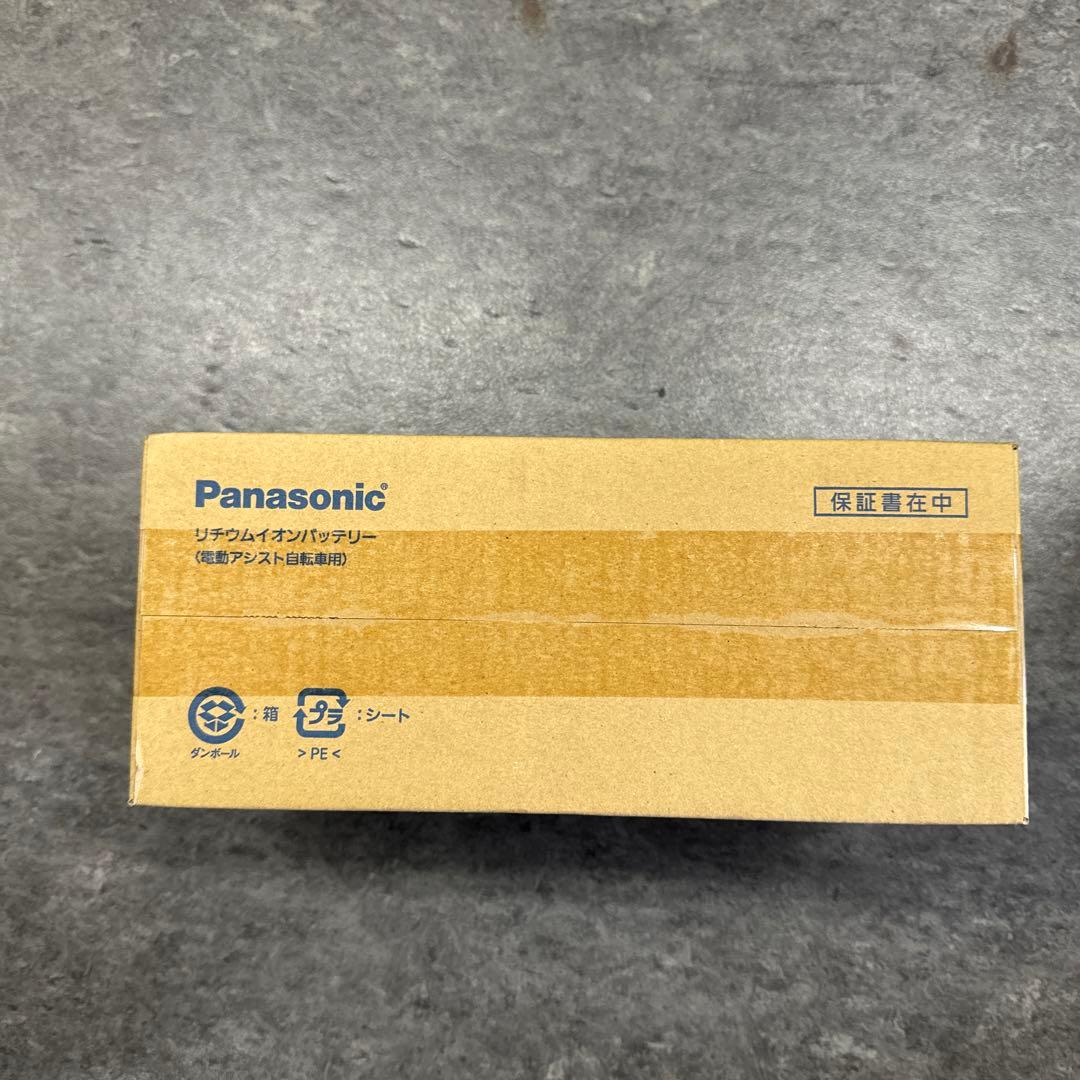 Panasonic®
保証書在中
リチウムイオンバッテリー
(電動アシスト自転車用)
:箱
プラ
:シート
ダンボール
>PE<